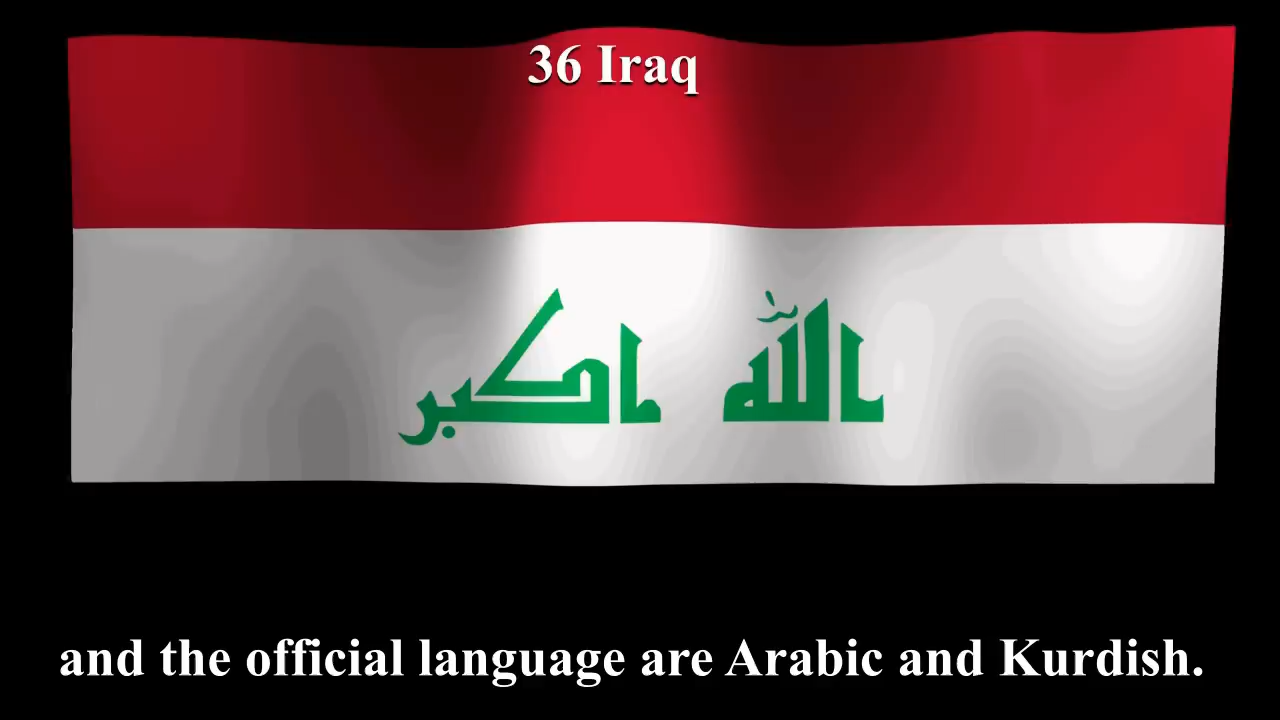 36 Iraq
الله اكبر
and the official language are Arabic and Kurdish.